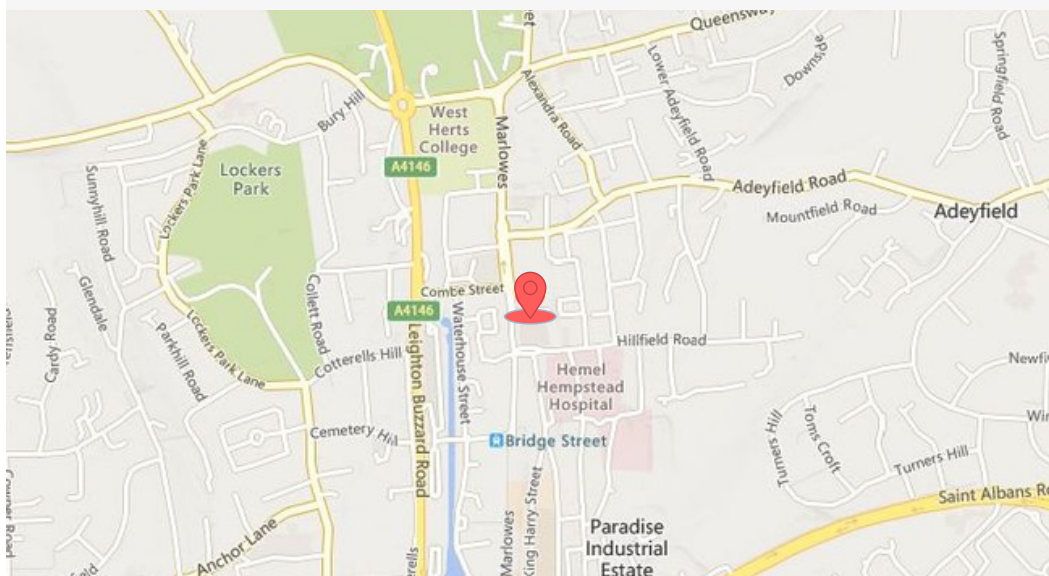 Queensway
Downside
Springfield Road
Lower Adeyfield Road
Alexandra Road
Bury Hill
West
Herts
College
Marlowes
A4146
Lockers
Park
Lockers Park Lane
Sunnyhill Road
Adeyfield Road
Mountfield Road
Adeyfield
Glendale
Collett Road
Combe Street
A4146
Waterhouse Street
Cardy Road
Parkhill Road
Lockers Park Lane
Cotterells Hill
Leighton Buzzard Road
Hillfield Road
Hemel
Hempstead
Hospital
Cemetery Hill
Bridge Street
Turners Hill
Toms Croft
Turners Hill
Saint Albans
Anchor Lane
Marlowes
King Harry Street
Paradise
Industrial
Estate